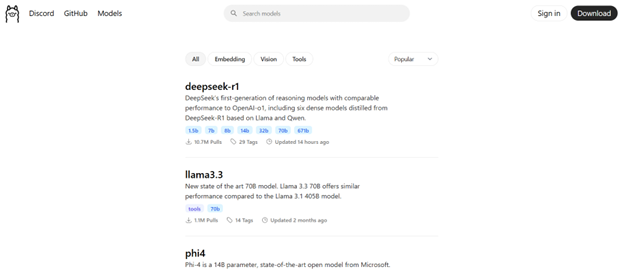 Discord GitHub Models Search models Sign in Download
All Embedding Vision Tools Popular
deepseek-r1
DeepSeek's first-generation of reasoning models with comparable
performance to OpenAI-o1, including six dense models distilled from
DeepSeek-R1 based on Llama and Qwen.
1.5b 7b 8b 14b 32b 70b 671b
10.7M Pulls 29 Tags Updated 14 hours ago
llama3.3
New state of the art 70B model. Llama 3.3 70B offers similar
performance compared to the Llama 3.1 405B model.
tools 70b
1.1M Pulls 14 Tags Updated 2 months ago
phi4
Phi-4 is a 14B parameter, state-of-the-art open model from Microsoft.